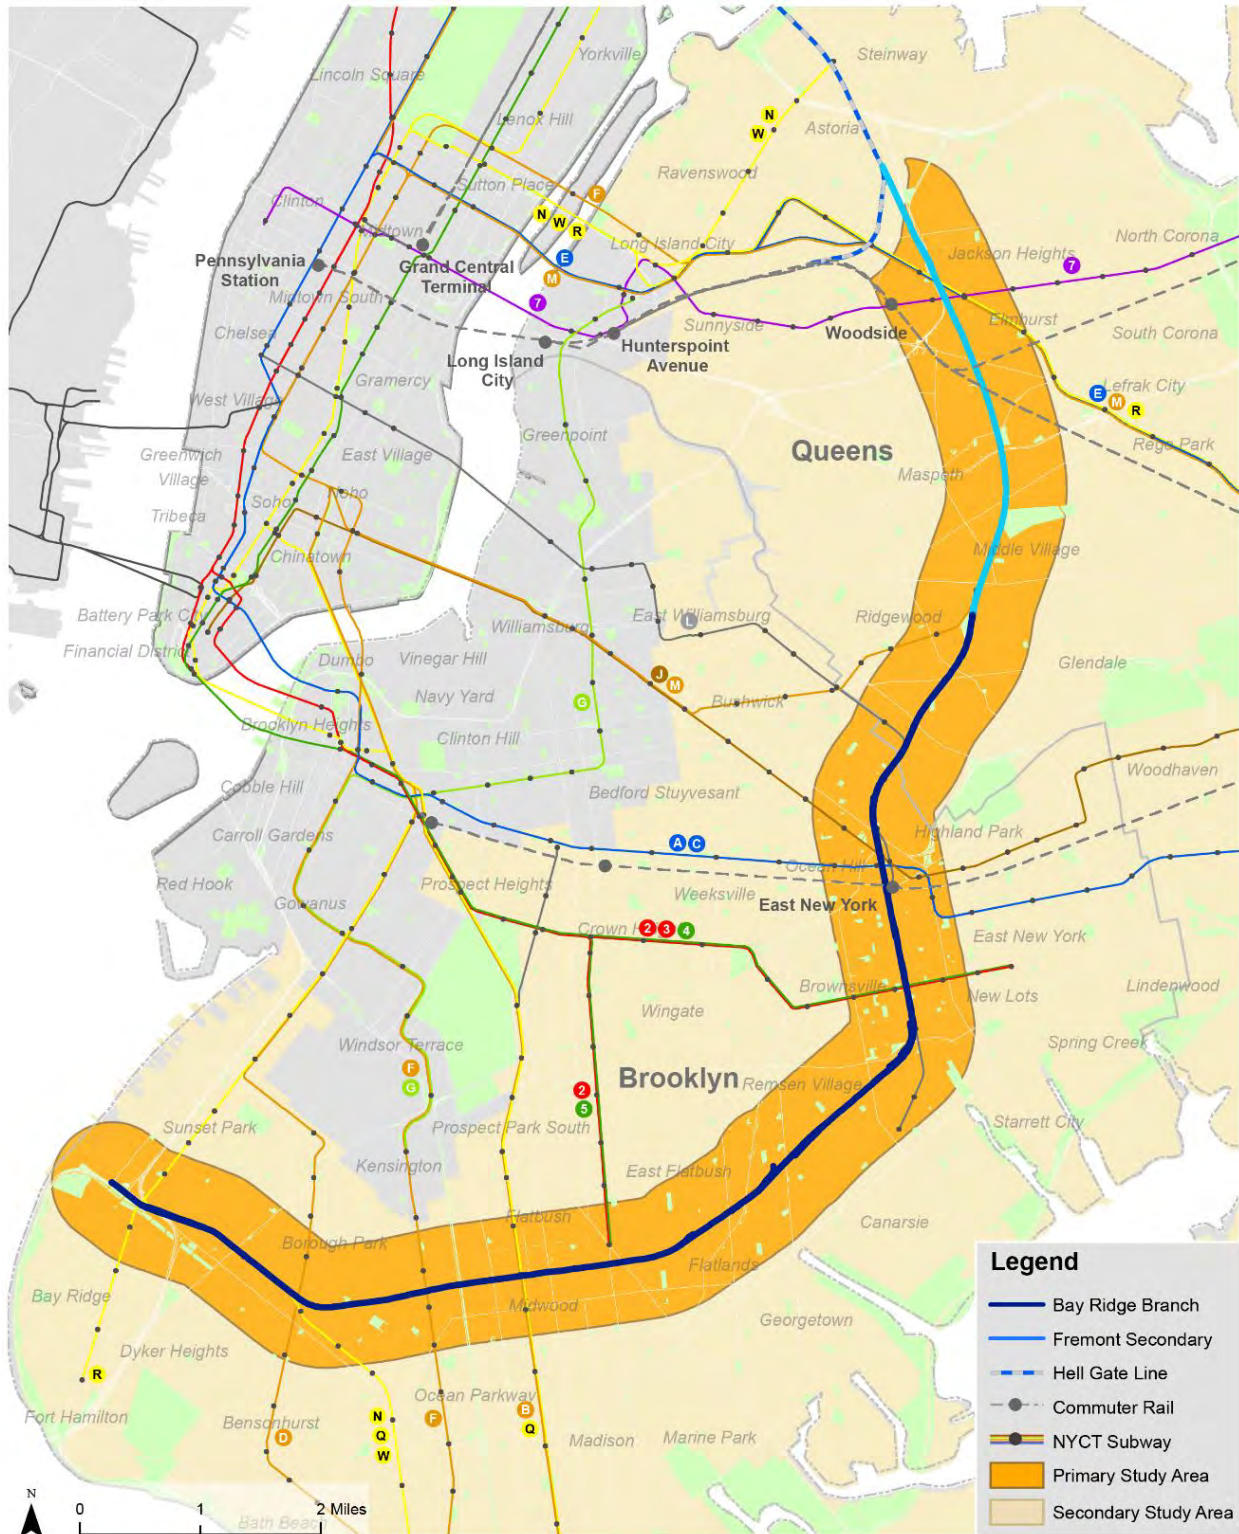 Steinway
Yorkville
Lincoln Square
Lenox Hill
N
W
Astoria
Ravenswood
Sutton Place
F
Clinton
N W R
Midtown
Long Island City
North Corona
Jackson Heights
E
7
Pennsylvania
Station
Grand Central
Terminal
M
Midtown South
7
Elmhurst
South Corona
Chelsea
Sunnyside
Woodside
Hunterspoint
Avenue
Long Island
City
Gramercy
Lefrak City
E M R
West Village
Greenpoint
Queens
Rego Park
Greenwich
Village
East Village
Maspeth
Soho
Noho
Tribeca
Chinatown
Middle Village
Battery Park City
Williamsburg
East Williamsburg
L
Ridgewood
Financial District
Dumbo
Vinegar Hill
Glendale
J
M
Navy Yard
G
Bushwick
Brooklyn Heights
Clinton Hill
Woodhaven
Cobble Hill
Bedford Stuyvesant
Carroll Gardens
Highland Park
A C
Ocean Hill
Red Hook
Prospect Heights
Weeksville
East New York
Gowanus
2 3 4
East New York
Brownsville
New Lots
Lindenwood
Wingate
Windsor Terrace
Spring Creek
F
G
Brooklyn
Remsen Village
2
5
Starrett City
Sunset Park
Prospect Park South
Kensington
East Flatbush
Flatbush
Canarsie
Borough Park
Flatlands
Bay Ridge
Midwood
Georgetown
Dyker Heights
R
Ocean Parkway
Fort Hamilton
Bensonhurst
D
N
Q
W
F
B
Q
Madison
Marine Park
Bath Beach
N
0 1 2 Miles
Legend
Bay Ridge Branch
Fremont Secondary
Hell Gate Line
Commuter Rail
NYCT Subway
Primary Study Area
Secondary Study Area